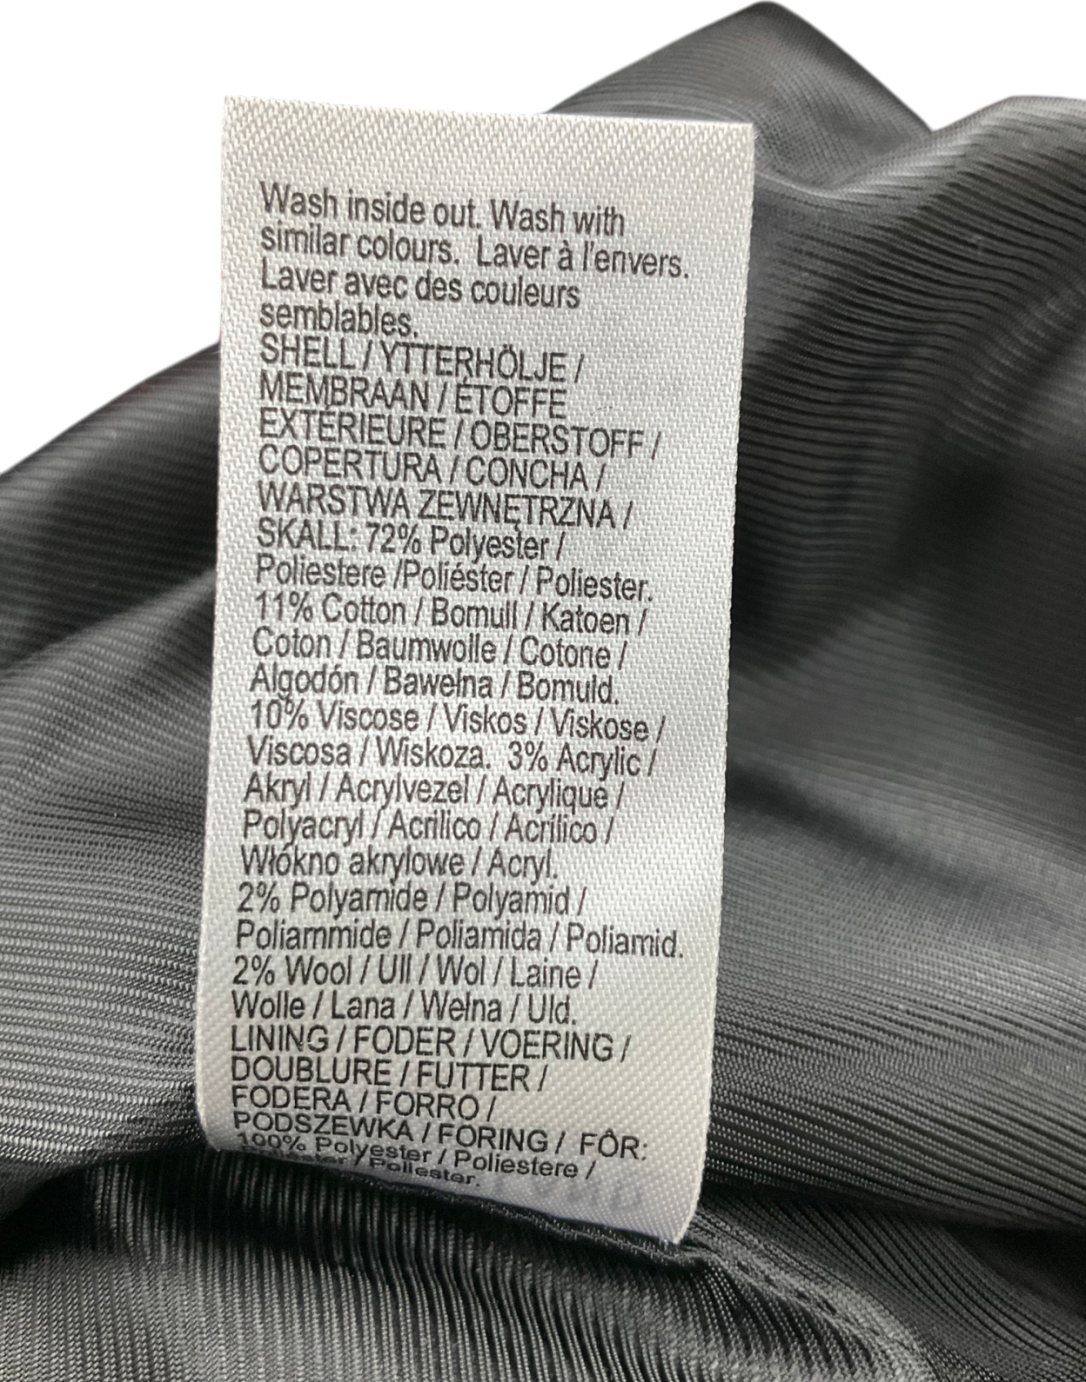 Wash inside out. Wash with
similar colours. Laver à l'envers.
Laver avec des couleurs
semblables.
SHELL / YTTERHÖLJE /
MEMBRAAN / ÉTOFFE
EXTÉRIEURE / OBERSTOFF /
COPERTURA / CONCHA /
WARSTWA ZEWNĘTRZNA /
SKALL: 72% Polyester /
Poliestere /Poliéster / Poliester.
11% Cotton / Bomull / Katoen /
Coton / Baumwolle / Cotone /
Algodón / Bawełna / Bomuld.
10% Viscose / Viskos / Viskose /
Viscosa / Wiskoza. 3% Acrylic /
Akryl / Acrylvezel / Acrylique /
Polyacryl / Acrilico / Acrílico /
Włókno akrylowe / Acryl.
2% Polyamide / Polyamid /
Poliammide / Poliamida / Poliamid.
2% Wool / Ull / Wol / Laine /
Wolle / Lana / Wełna / Uld.
LINING / FODER / VOERING /
DOUBLURE / FUTTER /
FODERA / FORRO /
PODSZEWKA / FORING / FÔR:
100% Polyester / Poliestere /
/ Poliester.